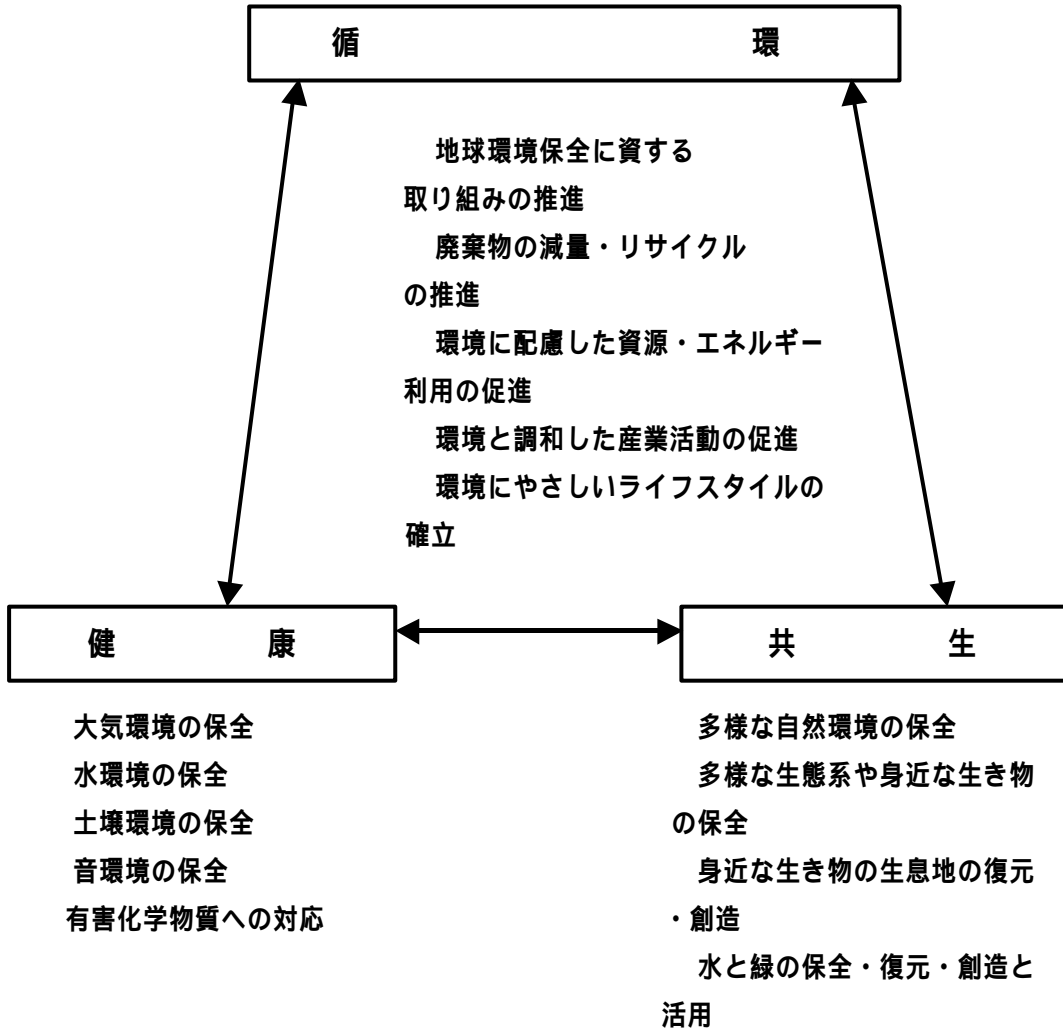 循 環
地球環境保全に資する
取り組みの推進
廃棄物の減量・リサイクル
の推進
環境に配慮した資源・エネルギー
利用の促進
環境と調和した産業活動の促進
環境にやさしいライフスタイルの
確立
健 康
大気環境の保全
水環境の保全
土壌環境の保全
音環境の保全
有害化学物質への対応
共 生
多様な自然環境の保全
多様な生態系や身近な生き物
の保全
身近な生き物の生息地の復元
・創造
水と緑の保全・復元・創造と
活用